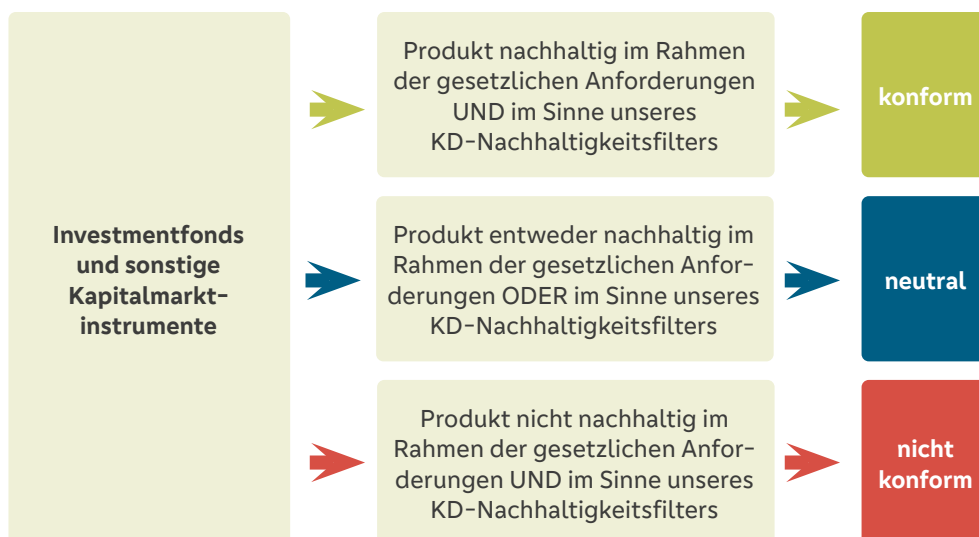 Investmentfonds
und sonstige
Kapitalmarkt-
instrumente
Produkt nachhaltig im Rahmen
der gesetzlichen Anforderungen
UND im Sinne unseres
KD-Nachhaltigkeitsfilters
konform
Produkt entweder nachhaltig im
Rahmen der gesetzlichen Anfor-
derungen ODER im Sinne unseres
KD-Nachhaltigkeitsfilters
neutral
Produkt nicht nachhaltig im
Rahmen der gesetzlichen Anfor-
derungen UND im Sinne unseres
KD-Nachhaltigkeitsfilters
nicht
konform